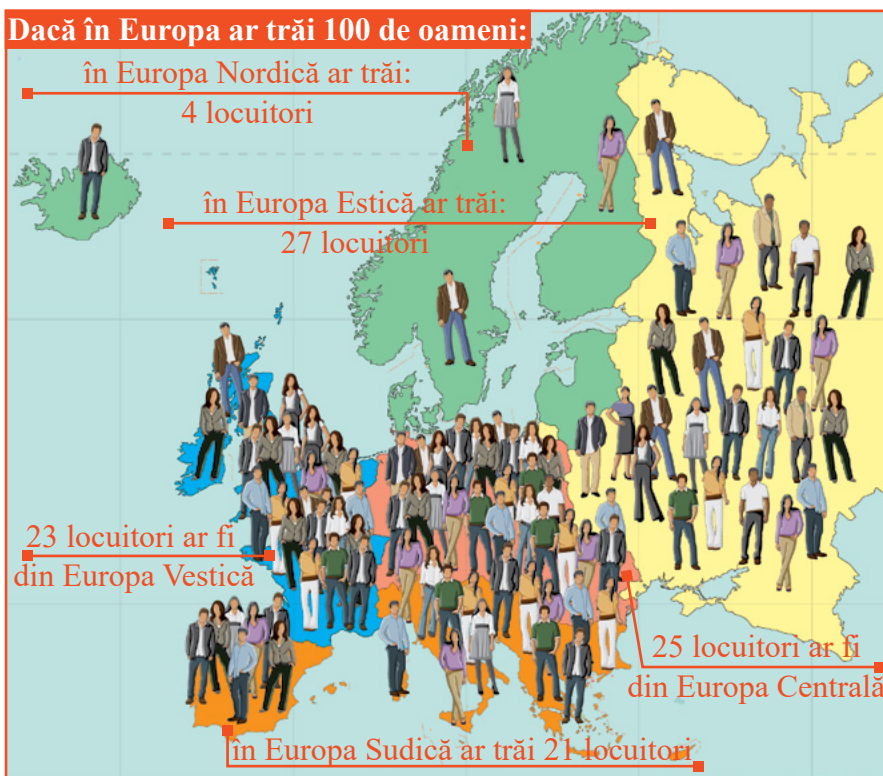 Dacă în Europa ar trăi 100 de oameni:
în Europa Nordică ar trăi:
4 locuitori
în Europa Estică ar trăi:
27 locuitori
23 locuitori ar fi
din Europa Vestică
25 locuitori ar fi
din Europa Centrală
în Europa Sudică ar trăi 21 locuitori